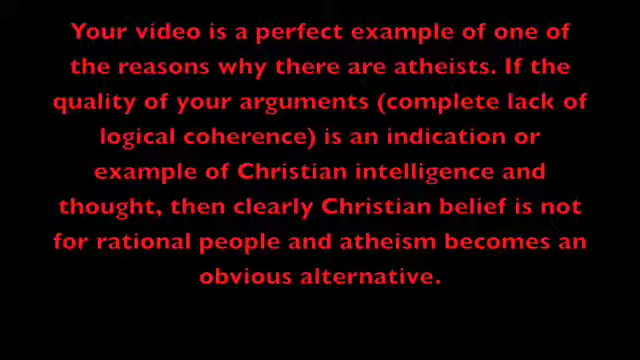 Your video is a perfect example of one of
the reasons why there are atheists. If the
quality of your arguments (complete lack of
logical coherence) is an indication or
example of Christian intelligence and
thought, then clearly Christian belief is not
for rational people and atheism becomes an
obvious alternative.